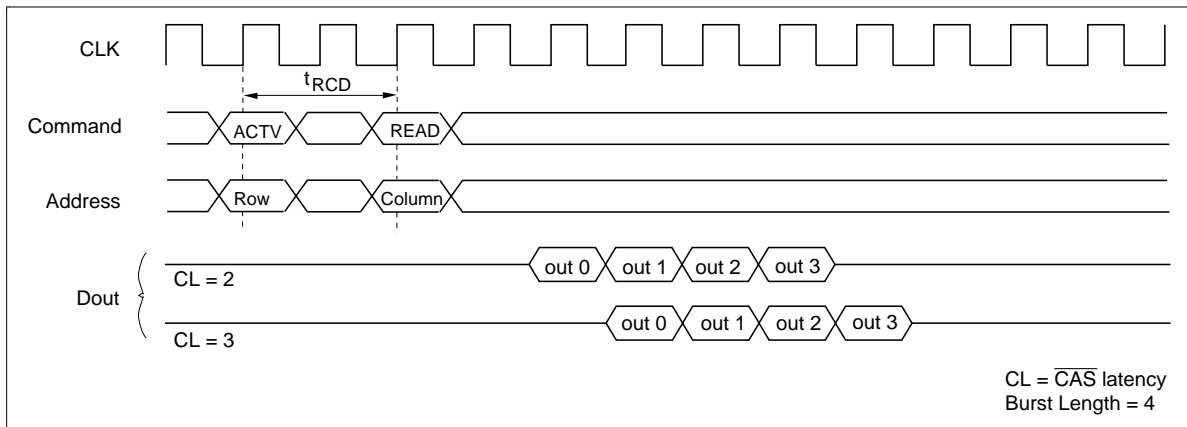 CLK
tRCD
Command
ACTV
READ
Address
Row
Column
Dout
CL = 2
out 0 out 1 out 2 out 3
CL = 3
out 0 out 1 out 2 out 3
CL = CAS latency
Burst Length = 4